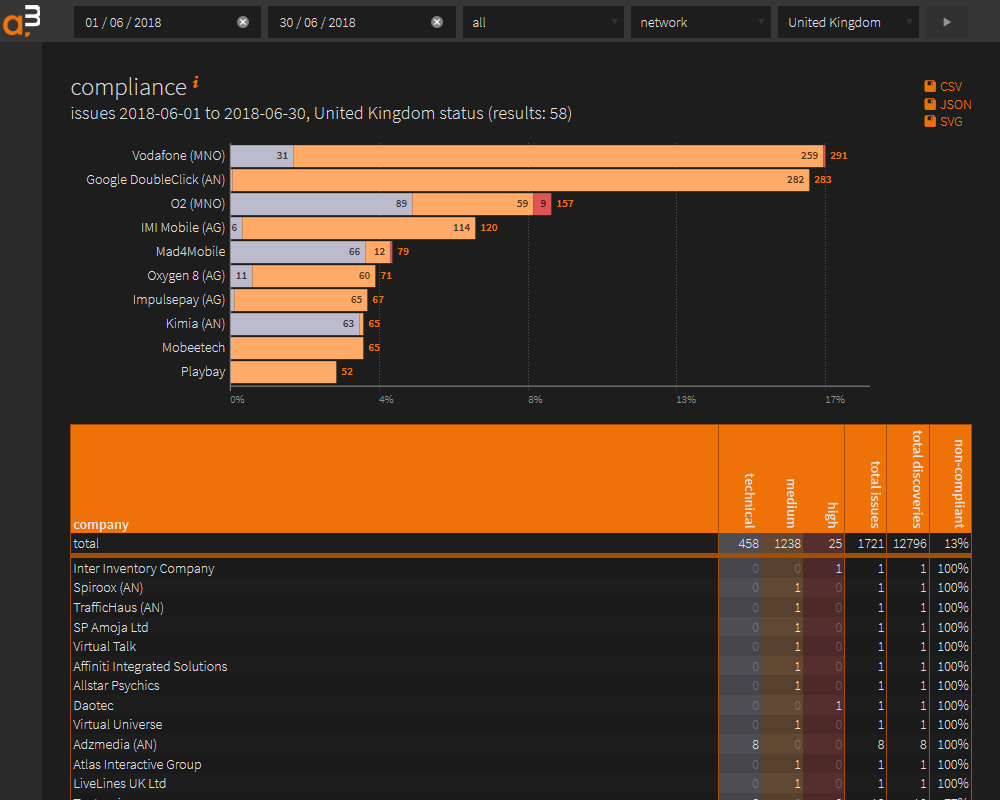 a3
01 / 06 / 2018
30 / 06 / 2018
all
network
United Kingdom
compliance i
issues 2018-06-01 to 2018-06-30, United Kingdom status (results: 58)
CSV
JSON
SVG
Vodafone (MNO) 31 259 291
Google DoubleClick (AN) 282 283
O2 (MNO) 89 59 9 157
IMI Mobile (AG) 6 114 120
Mad4Mobile 66 12 79
Oxygen 8 (AG) 11 60 71
Impulsepay (AG) 65 67
Kimia (AN) 63 65
Mobeetech 65
Playbay 52
0% 4% 8% 13% 17%
company technical medium high total issues total discoveries non-compliant
total 458 1238 25 1721 12796 13%
Inter Inventory Company 0 0 1 1 1 100%
Spiroox (AN) 0 1 0 1 1 100%
TrafficHaus (AN) 0 1 0 1 1 100%
SP Amoja Ltd 0 1 0 1 1 100%
Virtual Talk 0 1 0 1 1 100%
Affiniti Integrated Solutions 0 1 0 1 1 100%
Allstar Psychics 0 1 0 1 1 100%
Daotec 0 0 1 1 1 100%
Virtual Universe 0 1 0 1 1 100%
Adzmedia (AN) 8 0 0 8 8 100%
Atlas Interactive Group 0 1 0 1 1 100%
LiveLines UK Ltd 0 1 0 1 1 100%